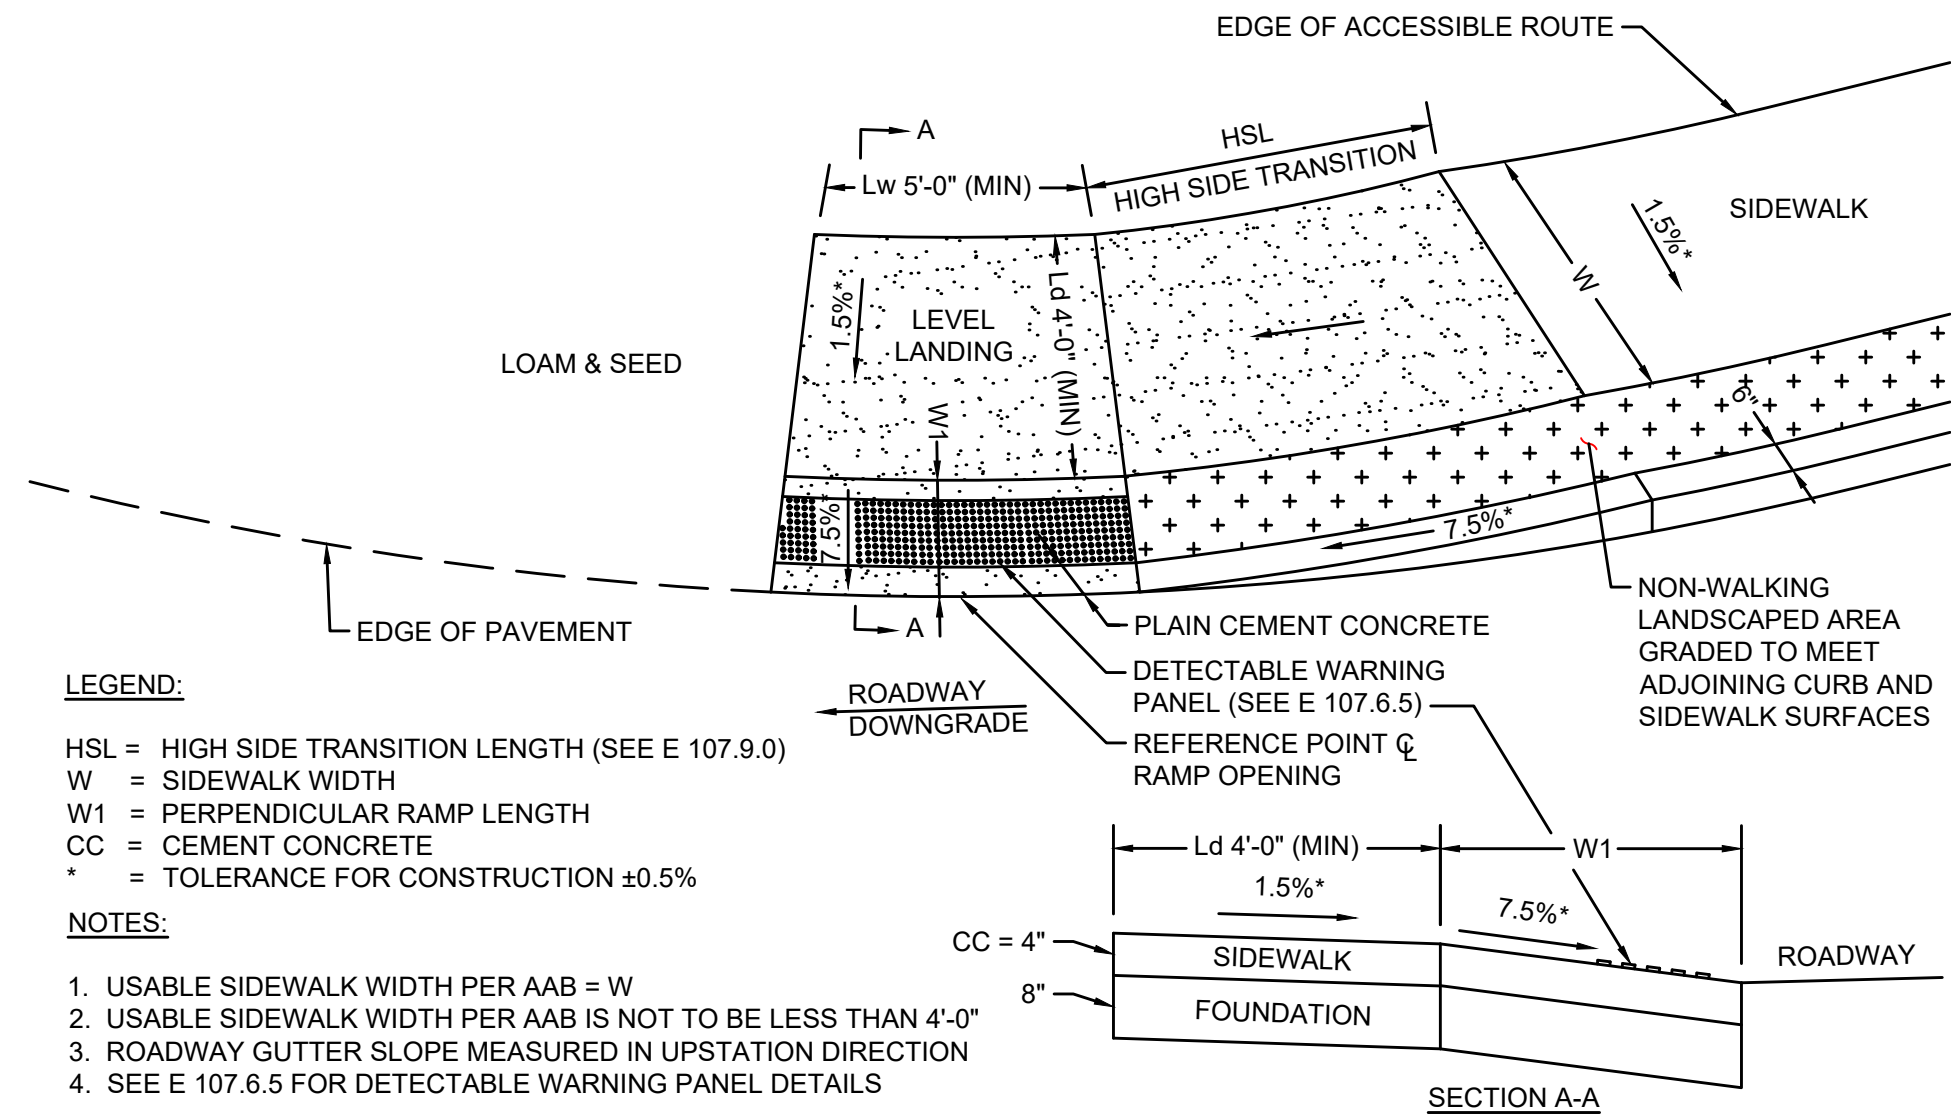 EDGE OF ACCESSIBLE ROUTE
A
HSL
HIGH SIDE TRANSITION
Lw 5'-0" (MIN)
SIDEWALK
1.5%*
W
1.5%*
LEVEL
LANDING
Ld 4'-0" (MIN)
LOAM & SEED
W1
6"
7.5%*
7.5%*
EDGE OF PAVEMENT
A
PLAIN CEMENT CONCRETE
DETECTABLE WARNING
PANEL (SEE E 107.6.5)
REFERENCE POINT ℄
RAMP OPENING
NON-WALKING
LANDSCAPED AREA
GRADED TO MEET
ADJOINING CURB AND
SIDEWALK SURFACES
ROADWAY
DOWNGRADE
LEGEND:
HSL = HIGH SIDE TRANSITION LENGTH (SEE E 107.9.0)
W = SIDEWALK WIDTH
W1 = PERPENDICULAR RAMP LENGTH
CC = CEMENT CONCRETE
* = TOLERANCE FOR CONSTRUCTION ±0.5%
NOTES:
1. USABLE SIDEWALK WIDTH PER AAB = W
2. USABLE SIDEWALK WIDTH PER AAB IS NOT TO BE LESS THAN 4'-0"
3. ROADWAY GUTTER SLOPE MEASURED IN UPSTATION DIRECTION
4. SEE E 107.6.5 FOR DETECTABLE WARNING PANEL DETAILS
Ld 4'-0" (MIN)
W1
1.5%*
7.5%*
CC = 4"
SIDEWALK
ROADWAY
8"
FOUNDATION
SECTION A-A